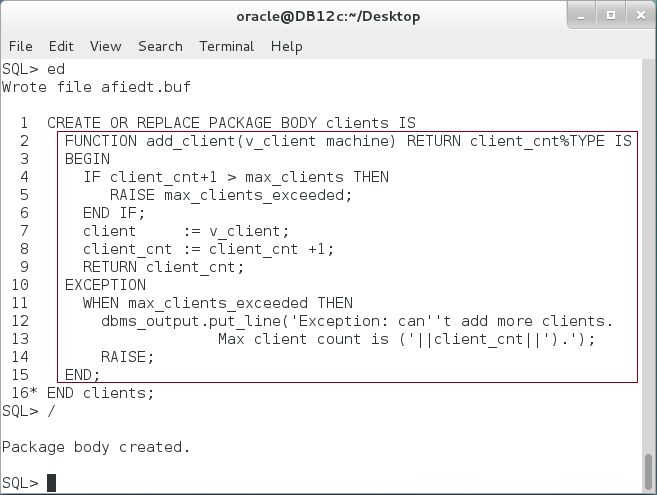 oracle@DB12c:~/Desktop
File Edit View Search Terminal Help
SQL> ed
Wrote file afiedt.buf
1 CREATE OR REPLACE PACKAGE BODY clients IS
2 FUNCTION add_client(v_client machine) RETURN client_cnt%TYPE IS
3 BEGIN
4 IF client_cnt+1 > max_clients THEN
5 RAISE max_clients_exceeded;
6 END IF;
7 client := v_client;
8 client_cnt := client_cnt +1;
9 RETURN client_cnt;
10 EXCEPTION
11 WHEN max_clients_exceeded THEN
12 dbms_output.put_line('Exception: can''t add more clients.
13 Max client count is ('||client_cnt||').');
14 RAISE;
15 END;
16* END clients;
SQL> /
Package body created.
SQL>